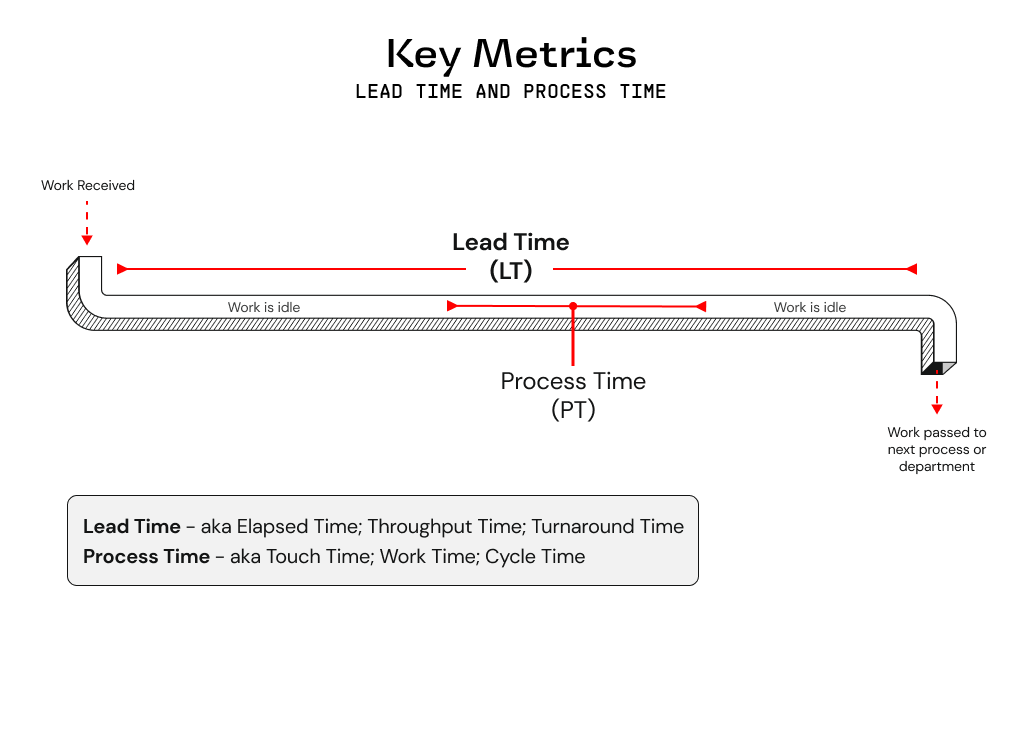 Key Metrics
LEAD TIME AND PROCESS TIME
Work Received
Lead Time
(LT)
Work is idle
Work is idle
Process Time
(PT)
Work passed to
next process or
department
Lead Time – aka Elapsed Time; Throughput Time; Turnaround Time
Process Time – aka Touch Time; Work Time; Cycle Time